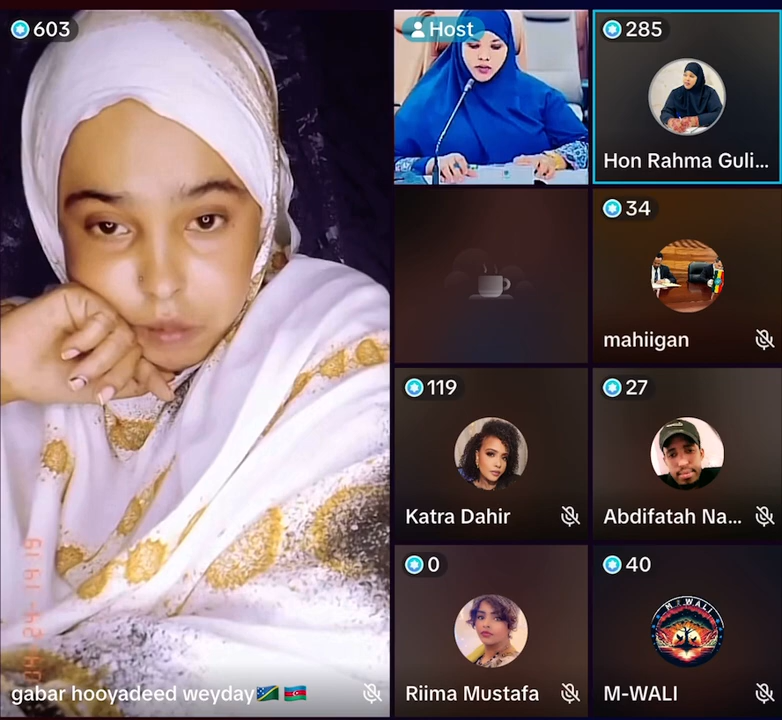 603
Host
285
Hon Rahma Guli...
34
mahiigan
119
Katra Dahir
27
Abdifatah Na...
gabar hooyadeed weyday🇸🇧 🇦🇿
0
Riima Mustafa
40
M-WALI
M-WALI